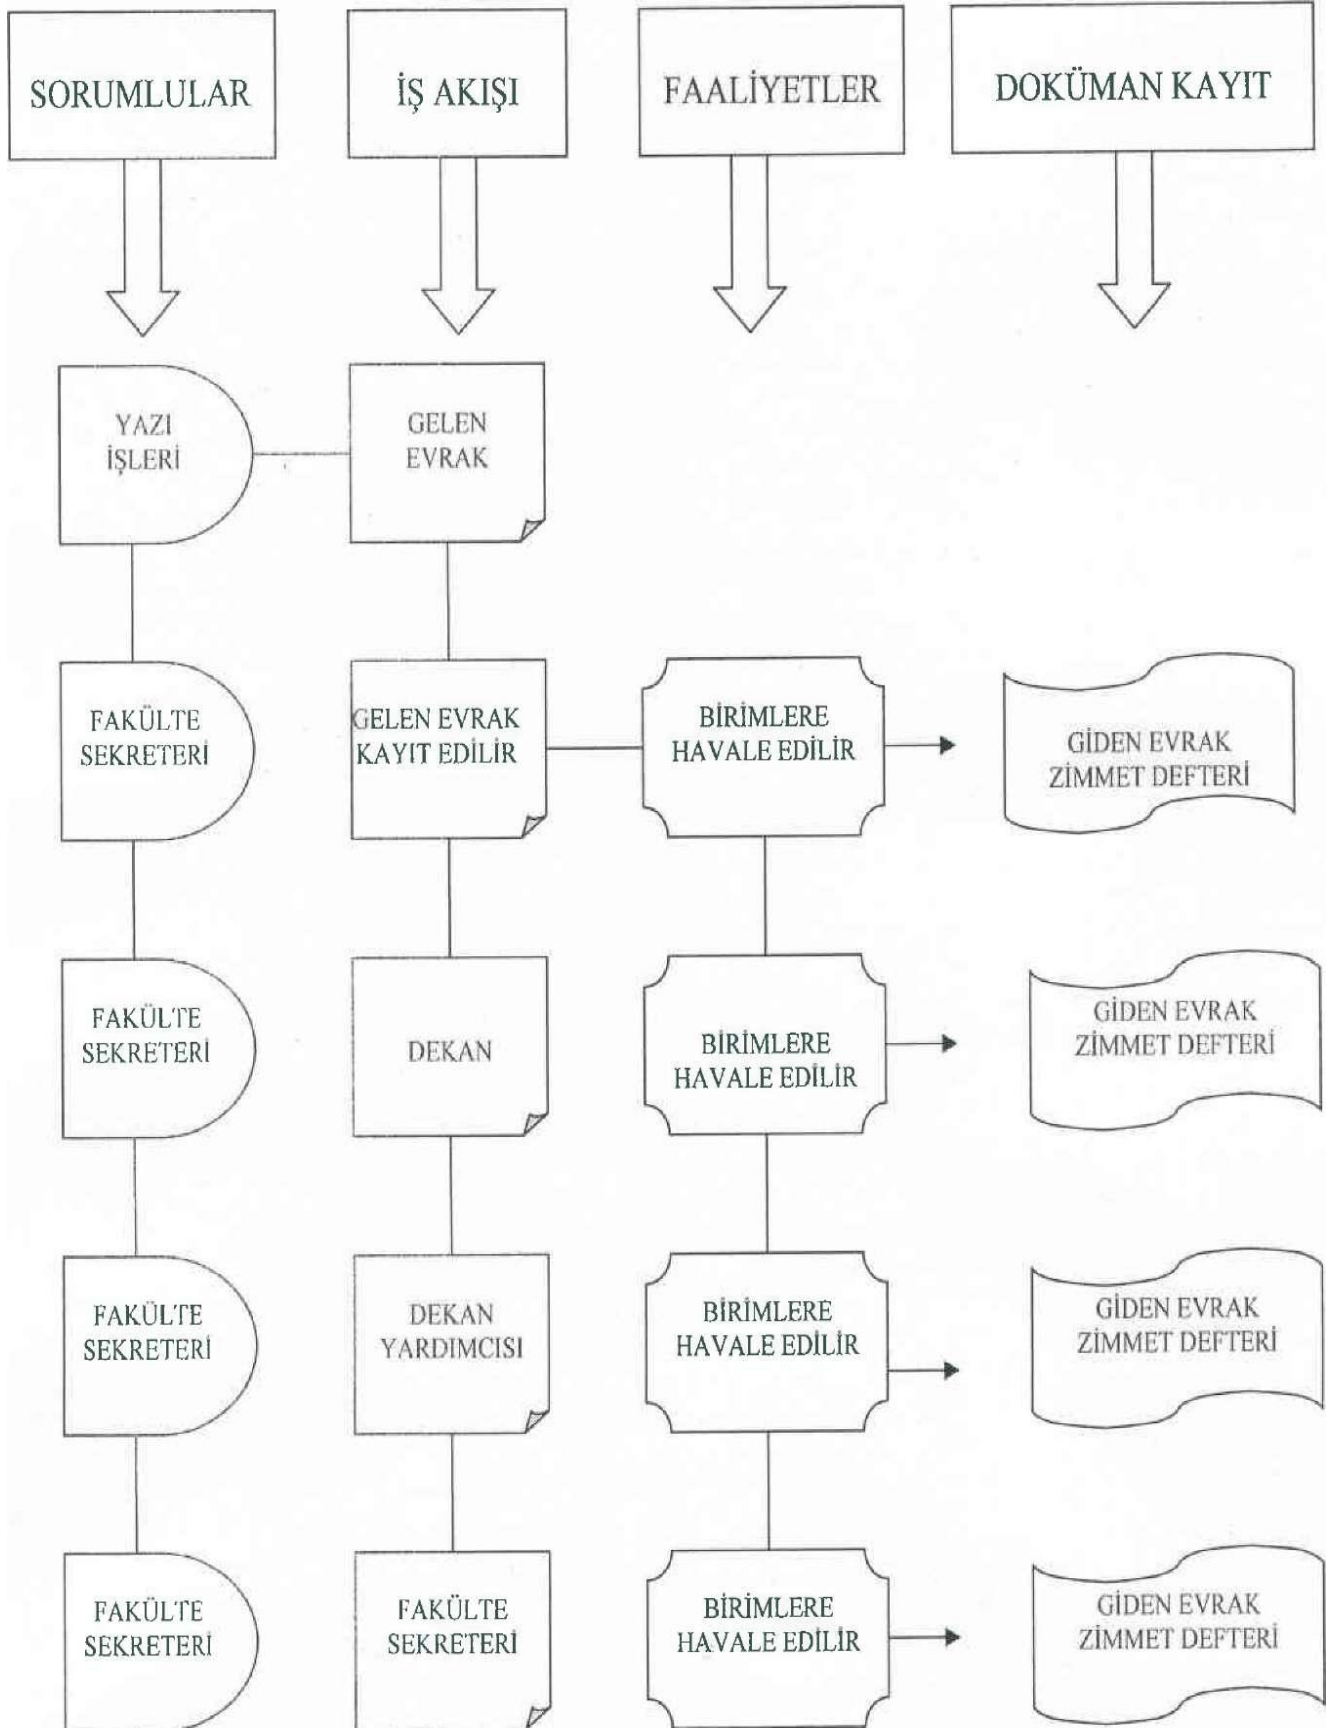 SORUMLULAR
İŞ AKIŞI
FAALİYETLER
DOKÜMAN KAYIT
YAZI
İŞLERİ
GELEN
EVRAK
FAKÜLTE
SEKRETERİ
GELEN EVRAK
KAYIT EDİLİR
BİRİMLERE
HAVALE EDİLİR
GİDEN EVRAK
ZİMMET DEFTERİ
FAKÜLTE
SEKRETERİ
DEKAN
BİRİMLERE
HAVALE EDİLİR
GİDEN EVRAK
ZİMMET DEFTERİ
FAKÜLTE
SEKRETERİ
DEKAN
YARDIMCISI
BİRİMLERE
HAVALE EDİLİR
GİDEN EVRAK
ZİMMET DEFTERİ
FAKÜLTE
SEKRETERİ
FAKÜLTE
SEKRETERİ
BİRİMLERE
HAVALE EDİLİR
GİDEN EVRAK
ZİMMET DEFTERİ